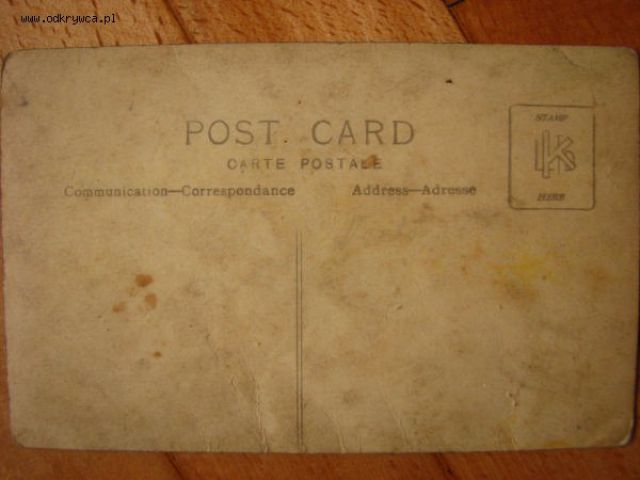 www.odkrywca.pl
POST CARD
CARTE POSTALE
Communication—Correspondance
Address—Adresse
STAMP
HERE